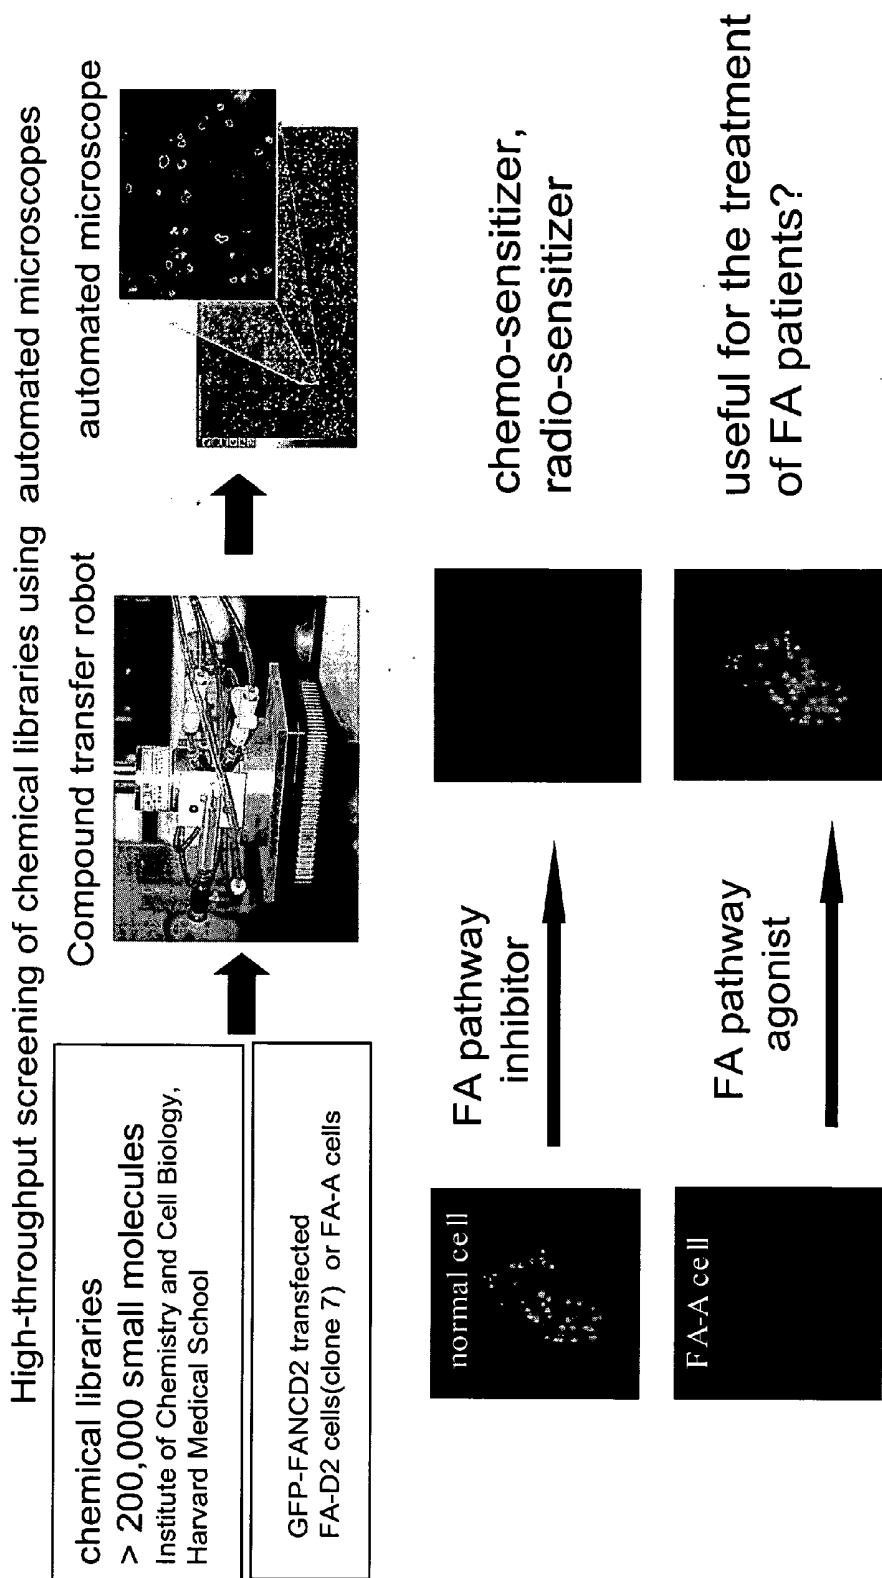 High-throughput screening of chemical libraries using automated microscopes
chemical libraries
> 200,000 small molecules
Institute of Chemistry and Cell Biology,
Harvard Medical School
GFP-FANCD2 transfected
FA-D2 cells(clone 7) or FA-A cells
Compound transfer robot
automated microscope
normal cell
FA pathway
inhibitor
chemo-sensitizer,
radio-sensitizer
FA-A cell
FA pathway
agonist
useful for the treatment
of FA patients?